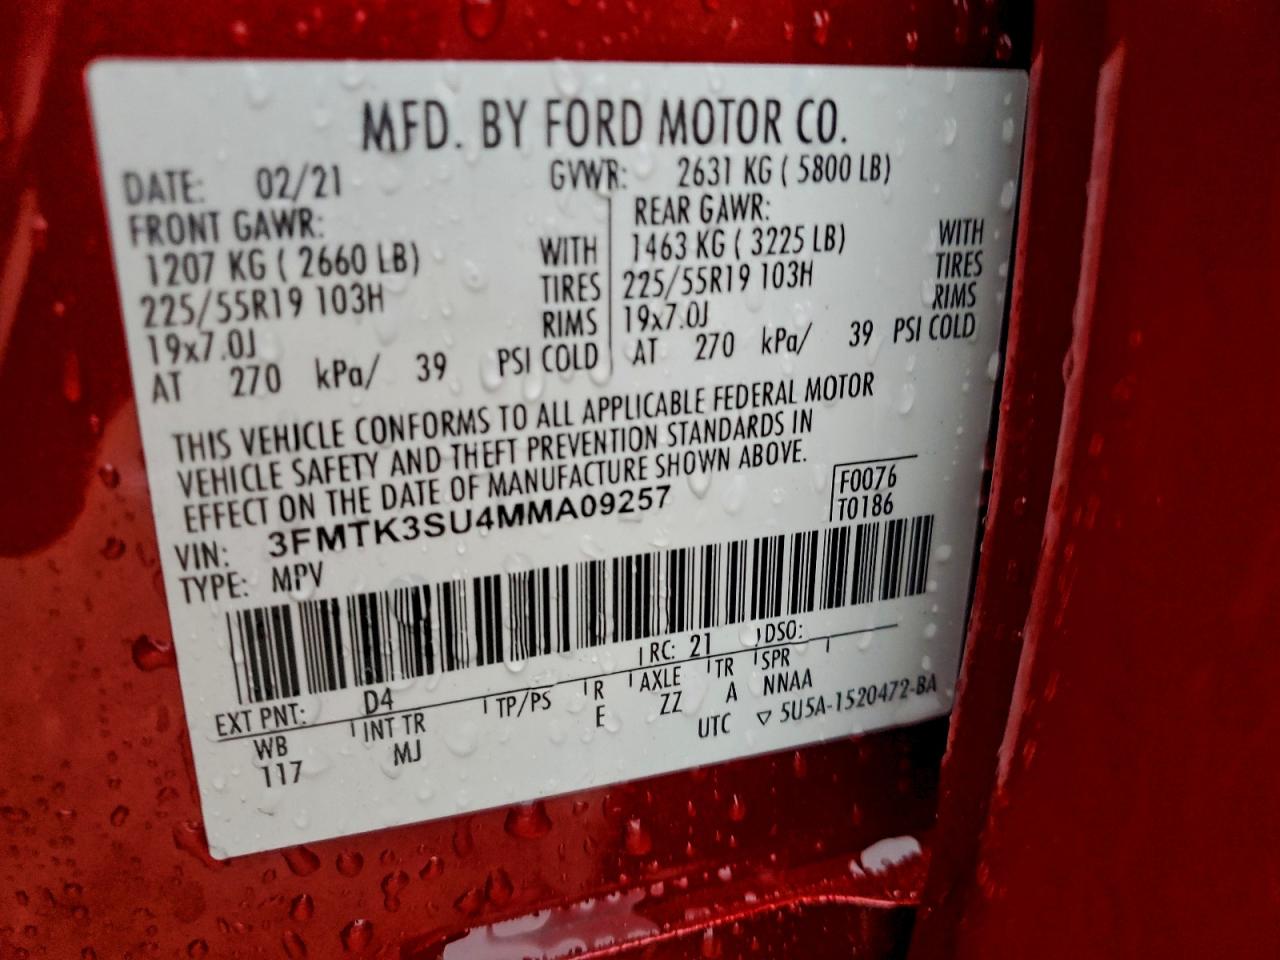 MFD. BY FORD MOTOR CO.
DATE: 02/21 GVWR: 2631 KG ( 5800 LB)
FRONT GAWR: REAR GAWR:
1207 KG ( 2660 LB) WITH 1463 KG ( 3225 LB) WITH
225/55R19 103H TIRES 225/55R19 103H TIRES
19x7.0J RIMS 19x7.0J RIMS
AT 270 kPa/ 39 PSI COLD AT 270 kPa/ 39 PSI COLD
THIS VEHICLE CONFORMS TO ALL APPLICABLE FEDERAL MOTOR
VEHICLE SAFETY AND THEFT PREVENTION STANDARDS IN
EFFECT ON THE DATE OF MANUFACTURE SHOWN ABOVE.
F0076
VIN: 3FMTK3SU4MMA09257 T0186
TYPE: MPV
EXT PNT: D4 RC: 21 DSO:
WB INT TR TP/PS R AXLE TR SPR
117 MJ E ZZ A NNAA
UTC ▽ 5U5A-1520472-BA